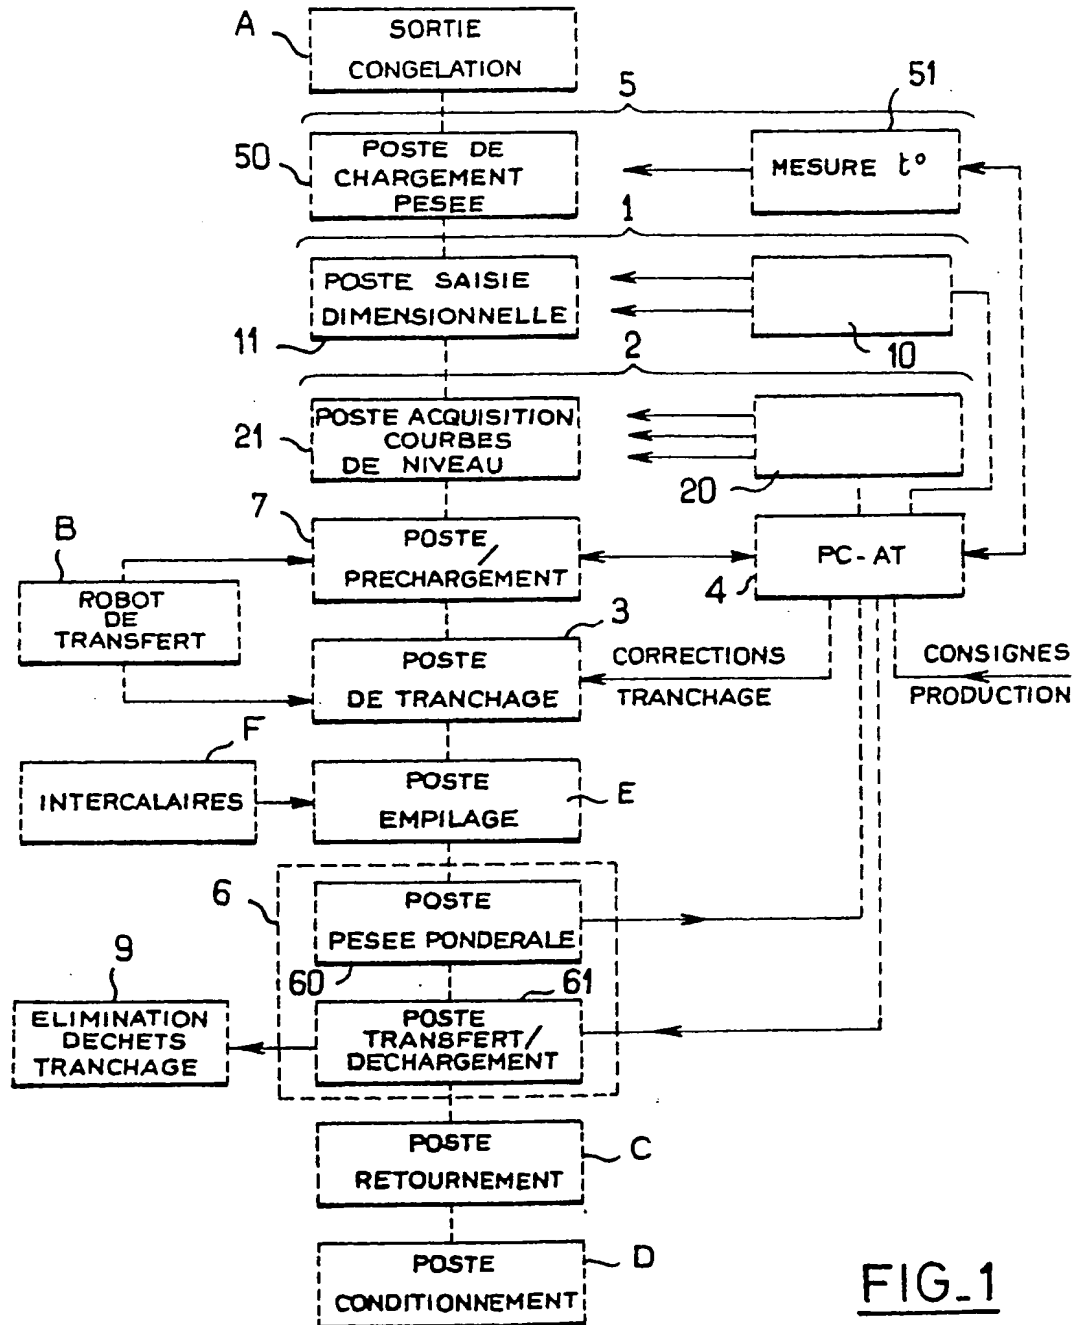 A
SORTIE
CONGELATION
5
51
50
POSTE DE
CHARGEMENT
PESEE
MESURE t°
1
POSTE SAISIE
DIMENSIONNELLE
11
10
2
21
POSTE ACQUISITION
COURBES
DE NIVEAU
20
7
POSTE /
PRECHARGEMENT
PC-AT
4
B
ROBOT
DE
TRANSFERT
3
POSTE
DE TRANCHAGE
CORRECTIONS
TRANCHAGE
CONSIGNES
PRODUCTION
F
INTERCALAIRES
POSTE
EMPILAGE
E
6
POSTE
PESEE PONDERALE
60
61
9
ELIMINATION
DECHETS
TRANCHAGE
POSTE
TRANSFERT/
DECHARGEMENT
POSTE
RETOURNEMENT
C
POSTE
CONDITIONNEMENT
D
FIG_1